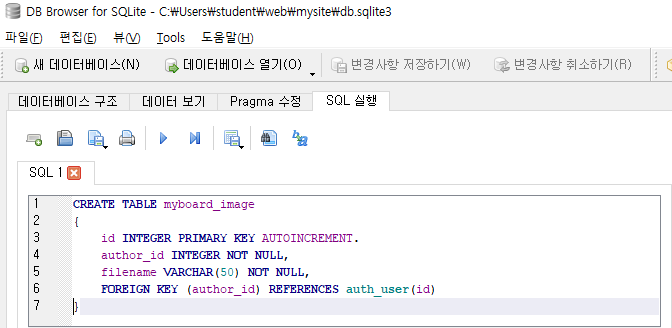 DB Browser for SQLite - C:₩Users₩student₩web₩mysite₩db.sqlite3
파일(F) 편집(E) 뷰(V) Tools 도움말(H)
새 데이터베이스(N) 데이터베이스 열기(O) 변경사항 저장하기(W) 변경사항 취소하기(R)
데이터베이스 구조 데이터 보기 Pragma 수정 SQL 실행
SQL 1
1 CREATE TABLE myboard_image
2 {
3 id INTEGER PRIMARY KEY AUTOINCREMENT.
4 author_id INTEGER NOT NULL,
5 filename VARCHAR(50) NOT NULL,
6 FOREIGN KEY (author_id) REFERENCES auth_user(id)
7 }